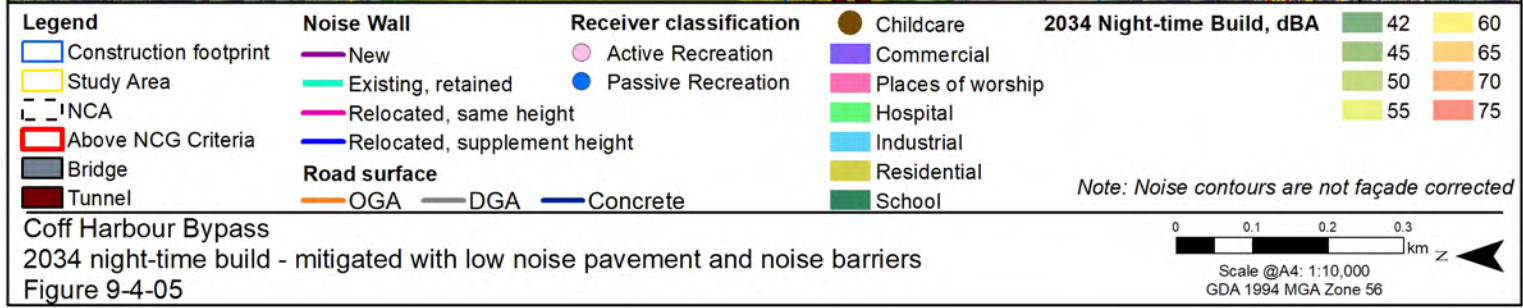 Legend
Construction footprint
Study Area
NCA
Above NCG Criteria
Bridge
Tunnel
Noise Wall
New
Existing, retained
Relocated, same height
Relocated, supplement height
Road surface
OGA DGA Concrete
Receiver classification
Active Recreation
Passive Recreation
Childcare
Commercial
Places of worship
Hospital
Industrial
Residential
School
2034 Night-time Build, dBA
42 60
45 65
50 70
55 75
Note: Noise contours are not façade corrected
Coff Harbour Bypass
2034 night-time build - mitigated with low noise pavement and noise barriers
Figure 9-4-05
0 0.1 0.2 0.3
km
Z
Scale @A4: 1:10,000
GDA 1994 MGA Zone 56